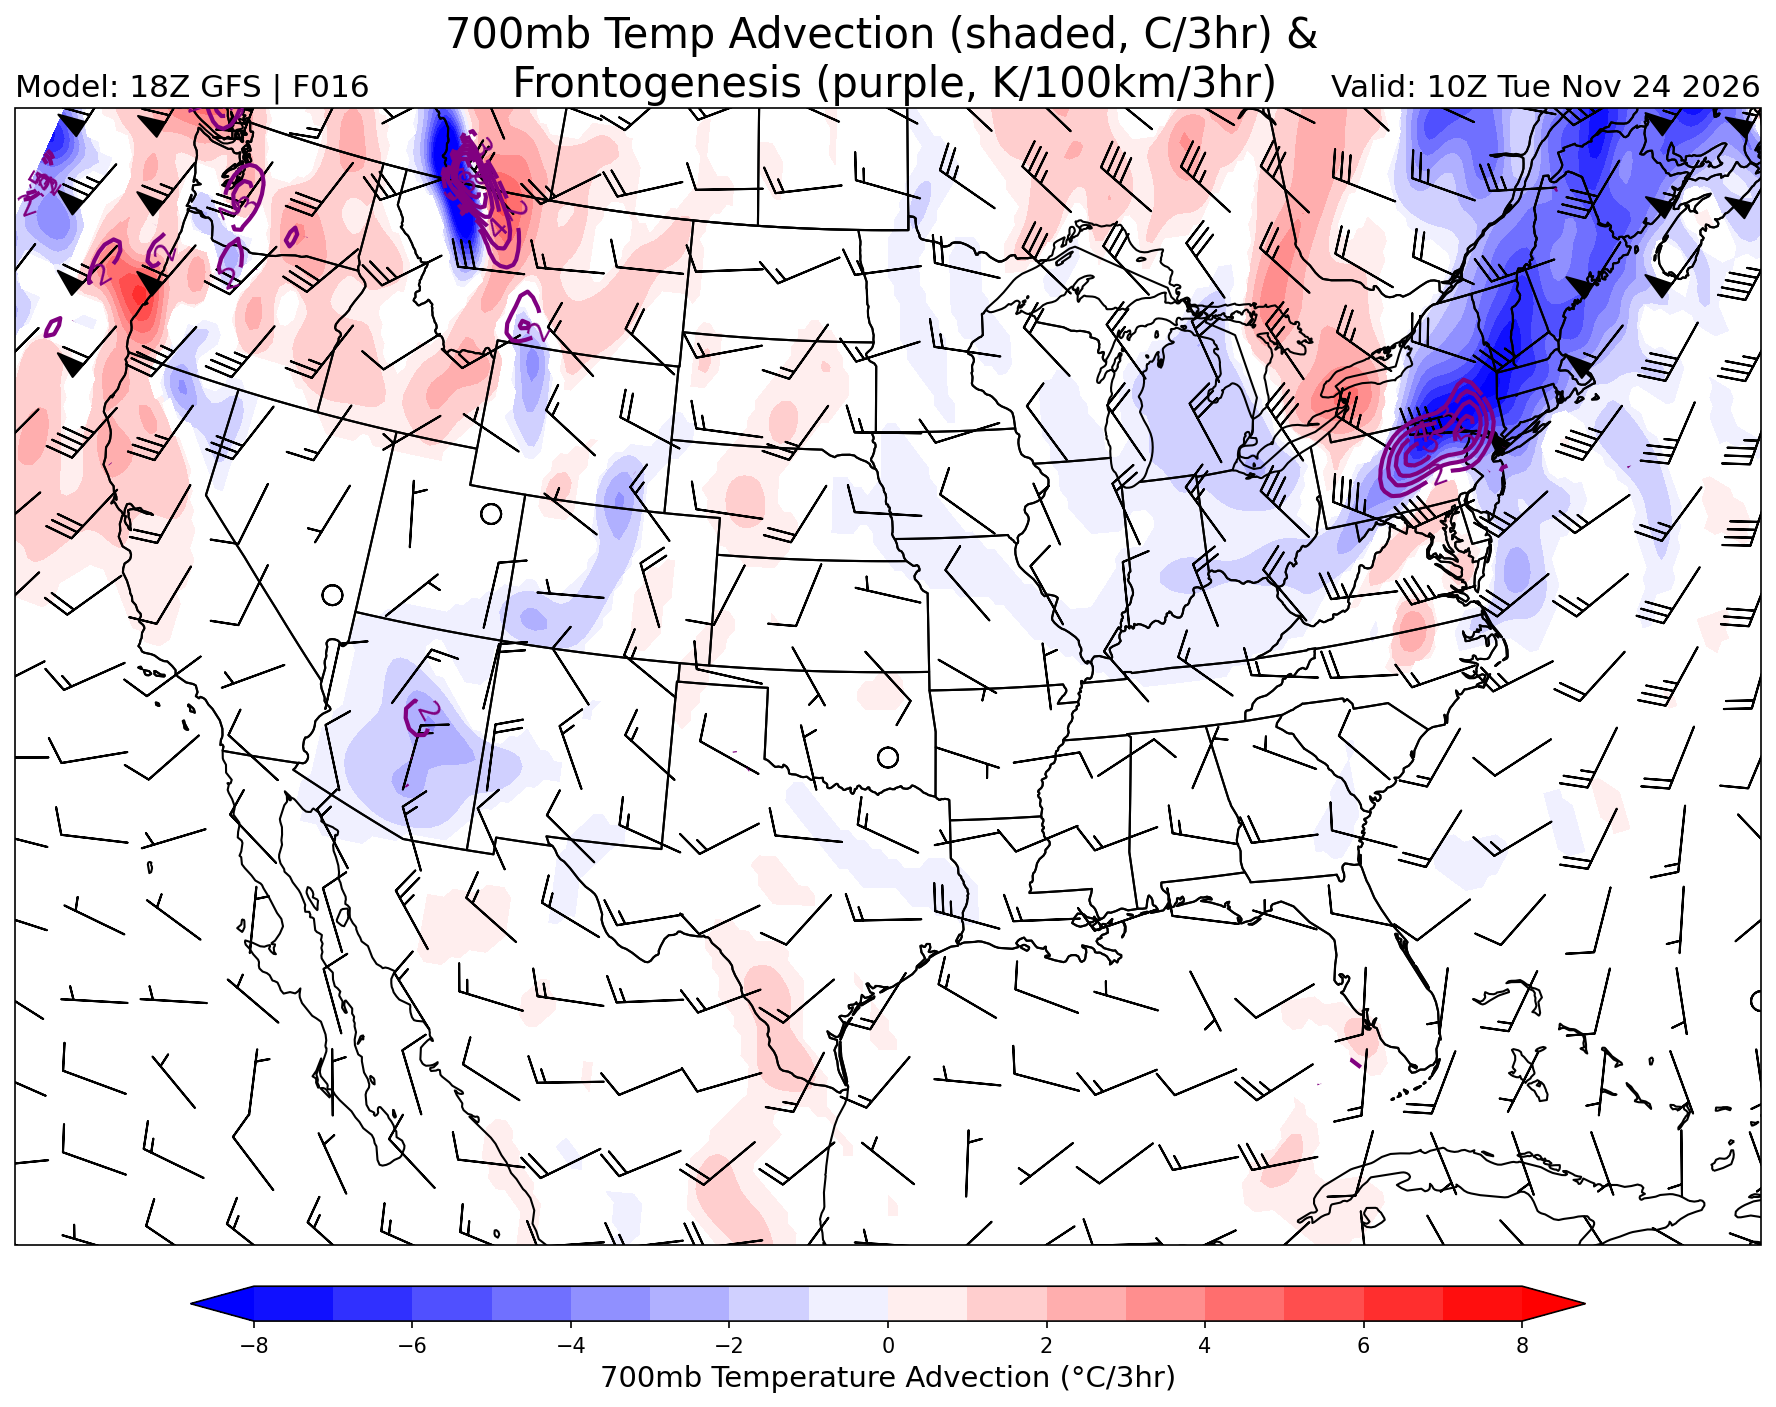 700mb Temp Advection (shaded, C/3hr) &
Model: 18Z GFS | F016 Frontogenesis (purple, K/100km/3hr) Valid: 10Z Tue Nov 24 2026
−8 −6 −4 −2 0 2 4 6 8
700mb Temperature Advection (°C/3hr)